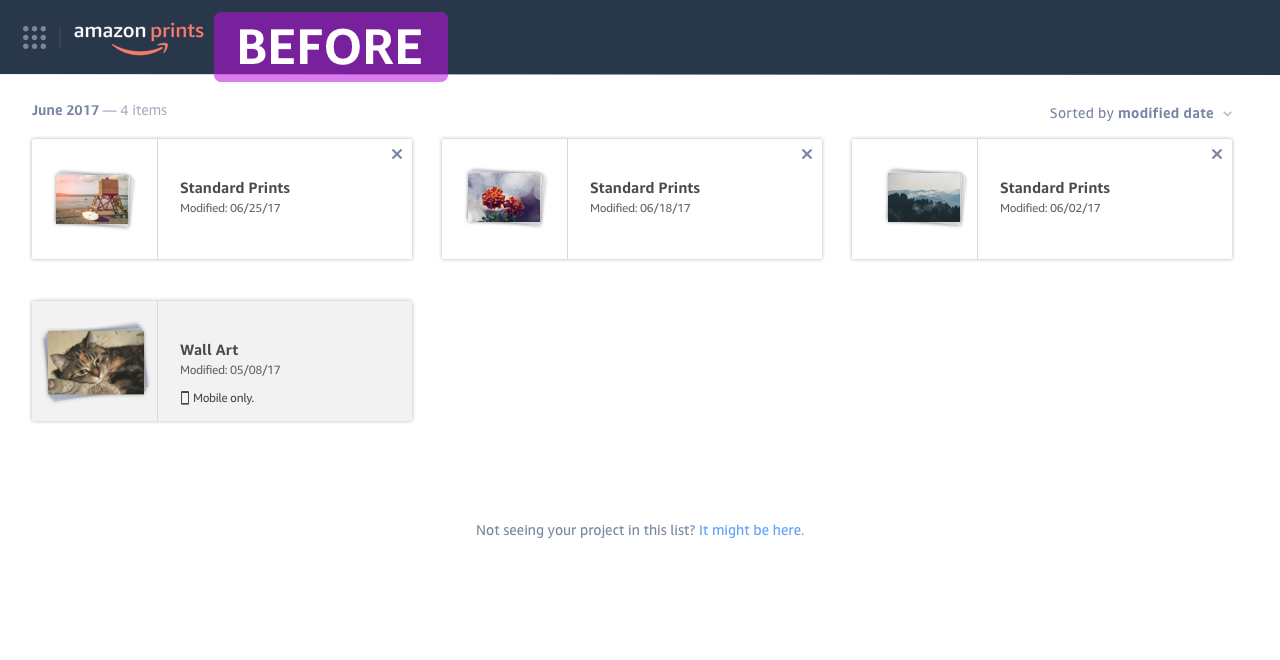 amazon prints
BEFORE
June 2017 — 4 items
Sorted by modified date
Standard Prints
Modified: 06/25/17
Standard Prints
Modified: 06/18/17
Standard Prints
Modified: 06/02/17
Wall Art
Modified: 05/08/17
Mobile only.
Not seeing your project in this list? It might be here.